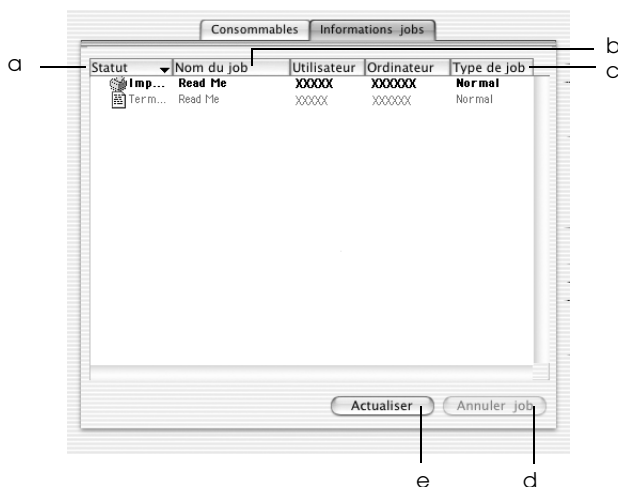 Consommables Informations jobs
b
a Statut Nom du job Utilisateur Ordinateur Type de job c
Imp... Read Me XXXXX XXXXXX Normal
Term... Read Me XXXXX XXXXXX Normal
Actualiser Annuler job
e d